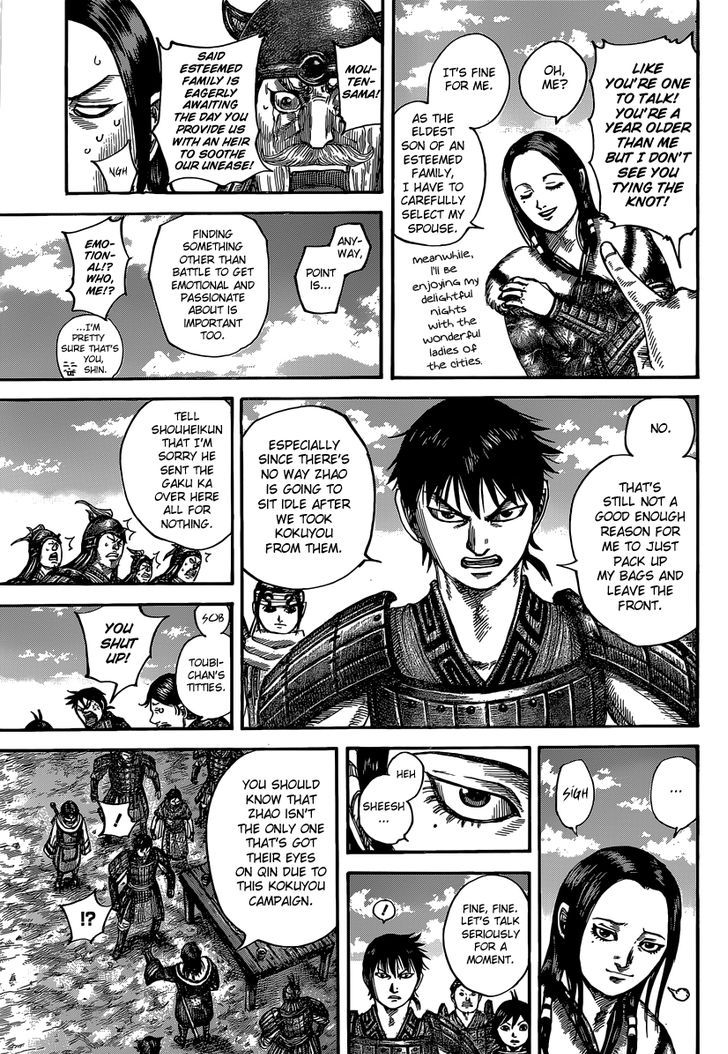 LIKE
YOU'RE ONE
TO TALK!
YOU'RE A
YEAR OLDER
THAN ME
BUT I DON'T
SEE YOU
TYING THE
KNOT!
OH,
ME?
IT'S FINE
FOR ME.
AS THE
ELDEST
SON OF AN
ESTEEMED
FAMILY,
I HAVE TO
CAREFULLY
SELECT MY
SPOUSE.
meanwhile,
I'll be
enjoying my
delightful
nights
with the
wonderful
ladies of
the cities.
MOU-
TEN-
SAMA!
SAID
ESTEEMED
FAMILY IS
EAGERLY
AWAITING
THE DAY YOU
PROVIDE US
WITH AN HEIR
TO SOOTHE
OUR UNEASE!
NGH
ANY-
WAY,
POINT
IS...
FINDING
SOMETHING
OTHER THAN
BATTLE TO GET
EMOTIONAL AND
PASSIONATE
ABOUT IS
IMPORTANT
TOO.
EMO-
TION-
AL!?
WHO,
ME!?
...I'M
PRETTY
SURE THAT'S
YOU,
SHIN.
NO.
THAT'S
STILL NOT A
GOOD ENOUGH
REASON FOR
ME TO JUST
PACK UP
MY BAGS AND
LEAVE THE
FRONT.
ESPECIALLY
SINCE THERE'S
NO WAY ZHAO
IS GOING TO
SIT IDLE AFTER
WE TOOK
KOKUYOU
FROM THEM.
TELL
SHOUHEIKUN
THAT I'M
SORRY HE
SENT THE
GAKU KA
OVER HERE
ALL FOR
NOTHING.
SOB
TOUBI-
CHAN'S
TITTIES.
YOU
SHUT
UP!
...
SIGH
HEH
SHEESH
...
FINE, FINE.
LET'S TALK
SERIOUSLY
FOR A
MOMENT.
!
YOU SHOULD
KNOW THAT
ZHAO ISN'T
THE ONLY ONE
THAT'S GOT
THEIR EYES
ON QIN DUE TO
THIS KOKUYOU
CAMPAIGN.
!
!?